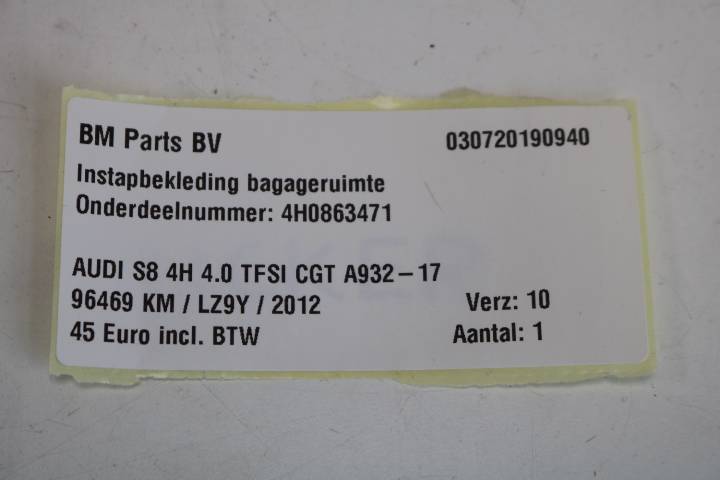 BM Parts BV 030720190940
Instapbekleding bagageruimte
Onderdeelnummer: 4H0863471
AUDI S8 4H 4.0 TFSI CGT A932-17
96469 KM / LZ9Y / 2012 Verz: 10
45 Euro incl. BTW Aantal: 1